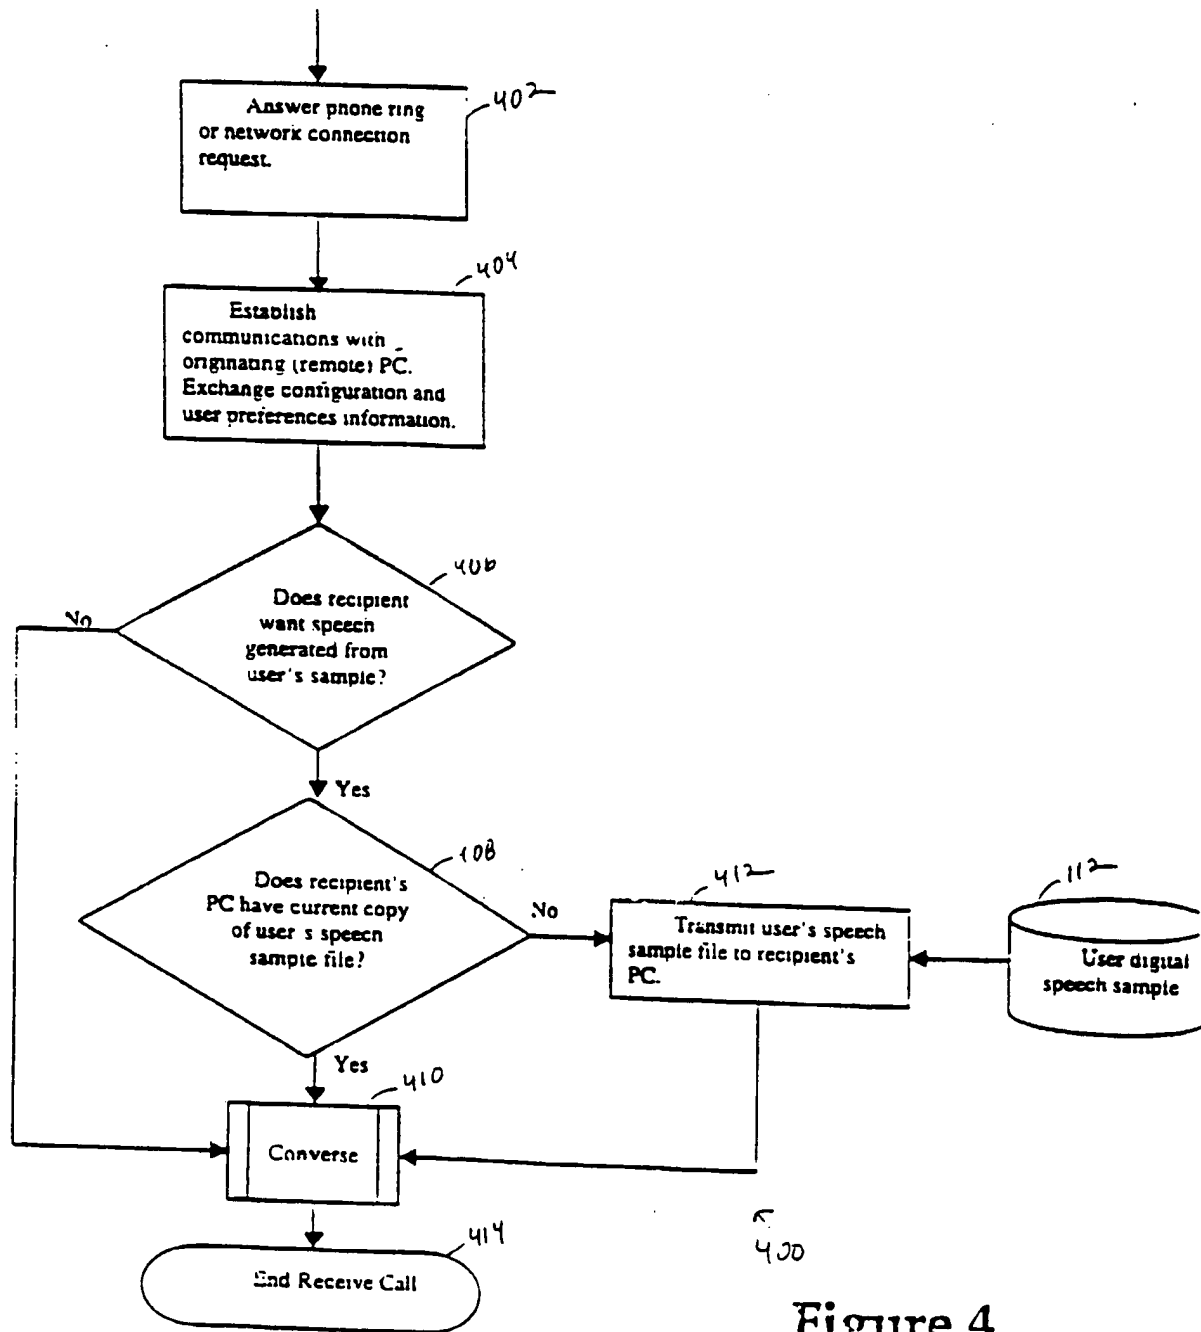 402
Answer phone ring
or network connection
request.
404
Establish
communications with
originating (remote) PC.
Exchange configuration and
user preferences information.
406
No
Does recipient
want speech
generated from
user's sample?
Yes
408
Does recipient's
PC have current copy
of user's speech
sample file?
No
412
Transmit user's speech
sample file to recipient's
PC.
112
User digital
speech sample
Yes
410
Converse
414
End Receive Call
400
Figure 4